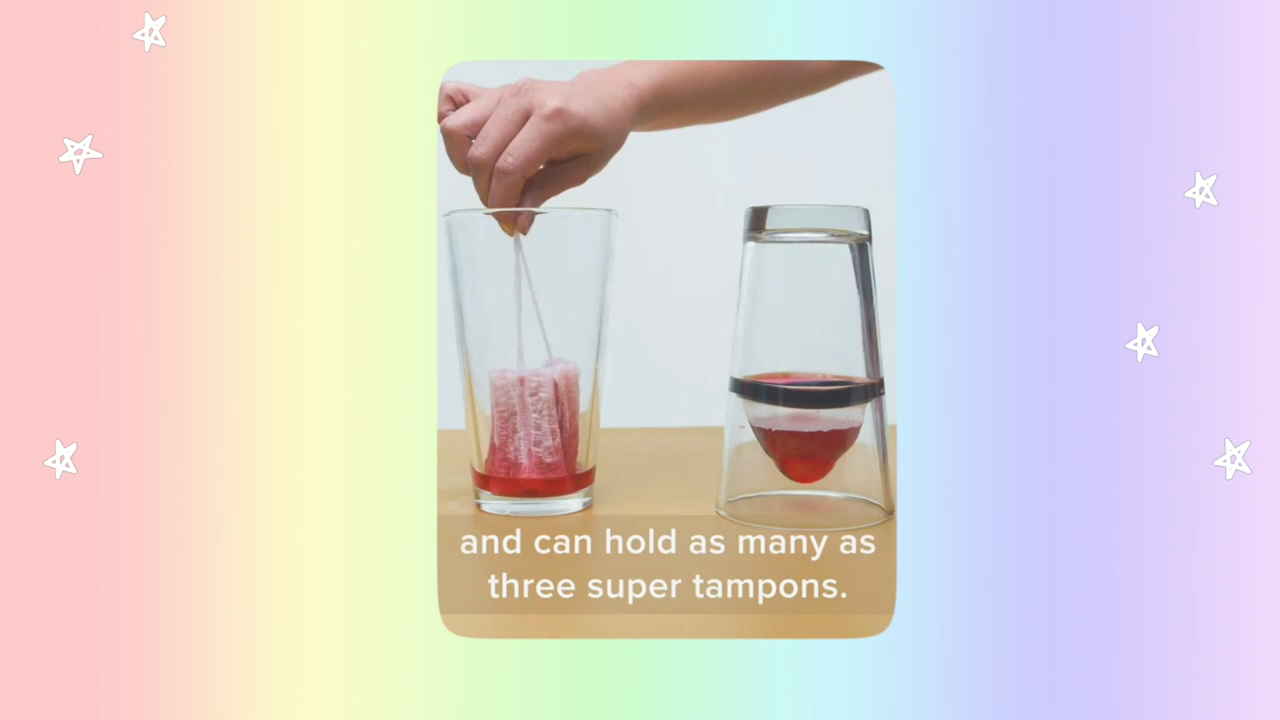 and can hold as many as
three super tampons.